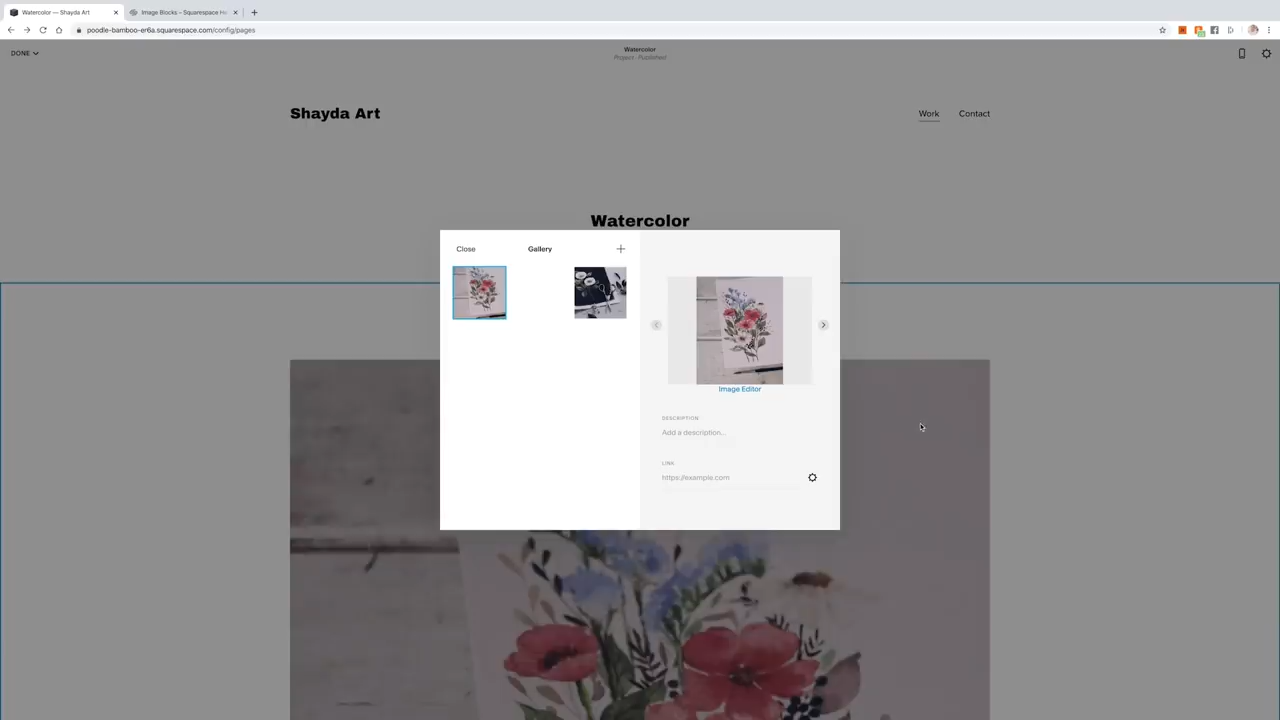 Watercolor — Shayda Art
Image Blocks – Squarespace He
poodle-bamboo-er6a.squarespace.com/config/pages
DONE
Watercolor
Project · Published
Shayda Art
Work
Contact
Watercolor
Close
Gallery
Image Editor
DESCRIPTION
Add a description...
LINK
https://example.com